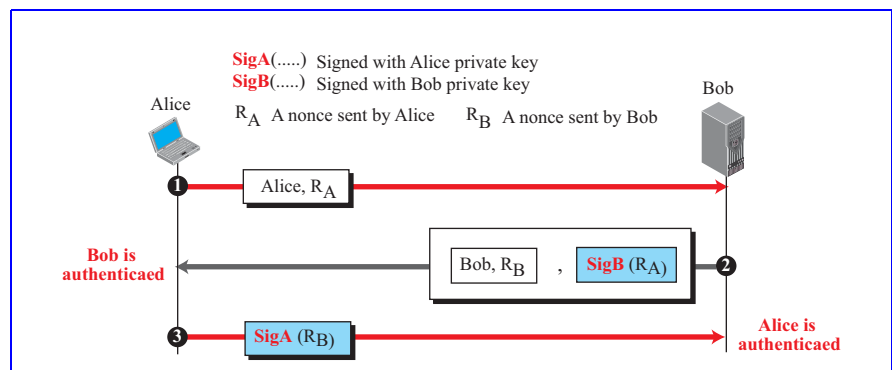 SigA(.....) Signed with Alice private key
SigB(.....) Signed with Bob private key
Bob
Alice
RA A nonce sent by Alice RB A nonce sent by Bob
1
Alice, RA
Bob is
authenticaed
Bob, RB , SigB (RA)
2
3
SigA (RB)
Alice is
authenticaed